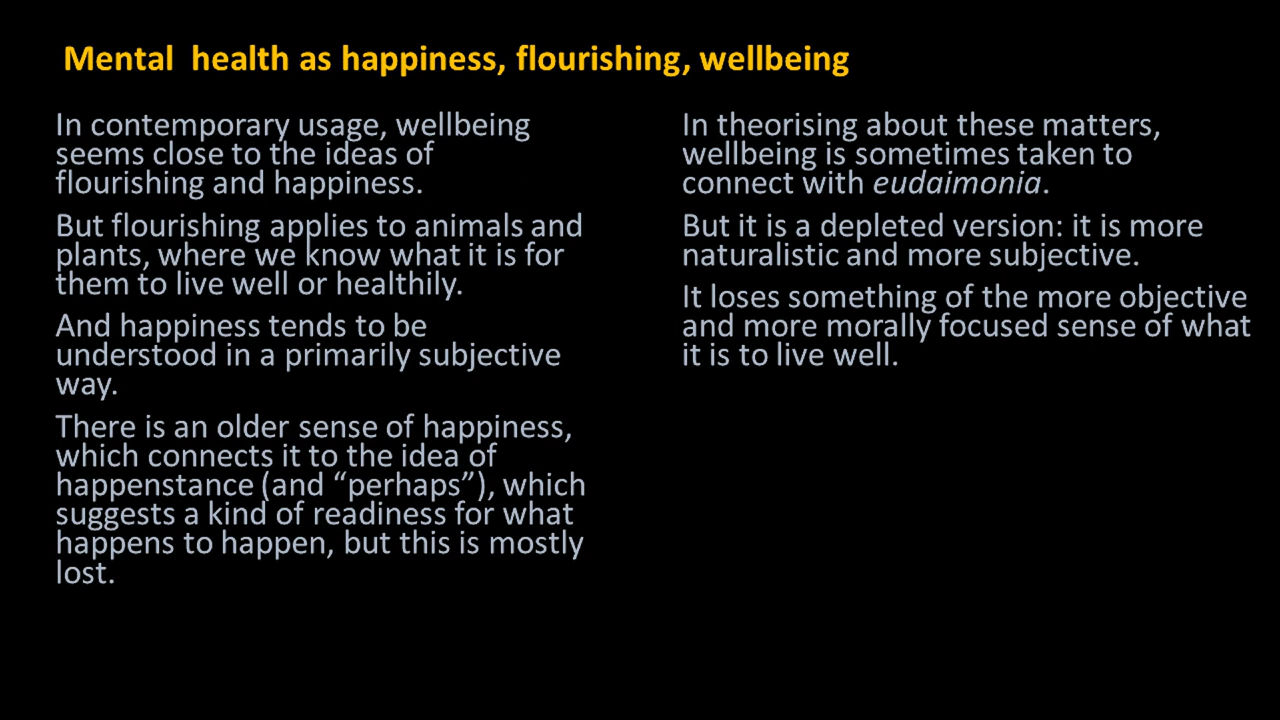 Mental  health as happiness, flourishing, wellbeing
In contemporary usage, wellbeing
seems close to the ideas of
flourishing and happiness.
But flourishing applies to animals and
plants, where we know what it is for
them to live well or healthily.
And happiness tends to be
understood in a primarily subjective
way.
There is an older sense of happiness,
which connects it to the idea of
happenstance (and “perhaps”), which
suggests a kind of readiness for what
happens to happen, but this is mostly
lost.
In theorising about these matters,
wellbeing is sometimes taken to
connect with eudaimonia.
But it is a depleted version: it is more
naturalistic and more subjective.
It loses something of the more objective
and more morally focused sense of what
it is to live well.